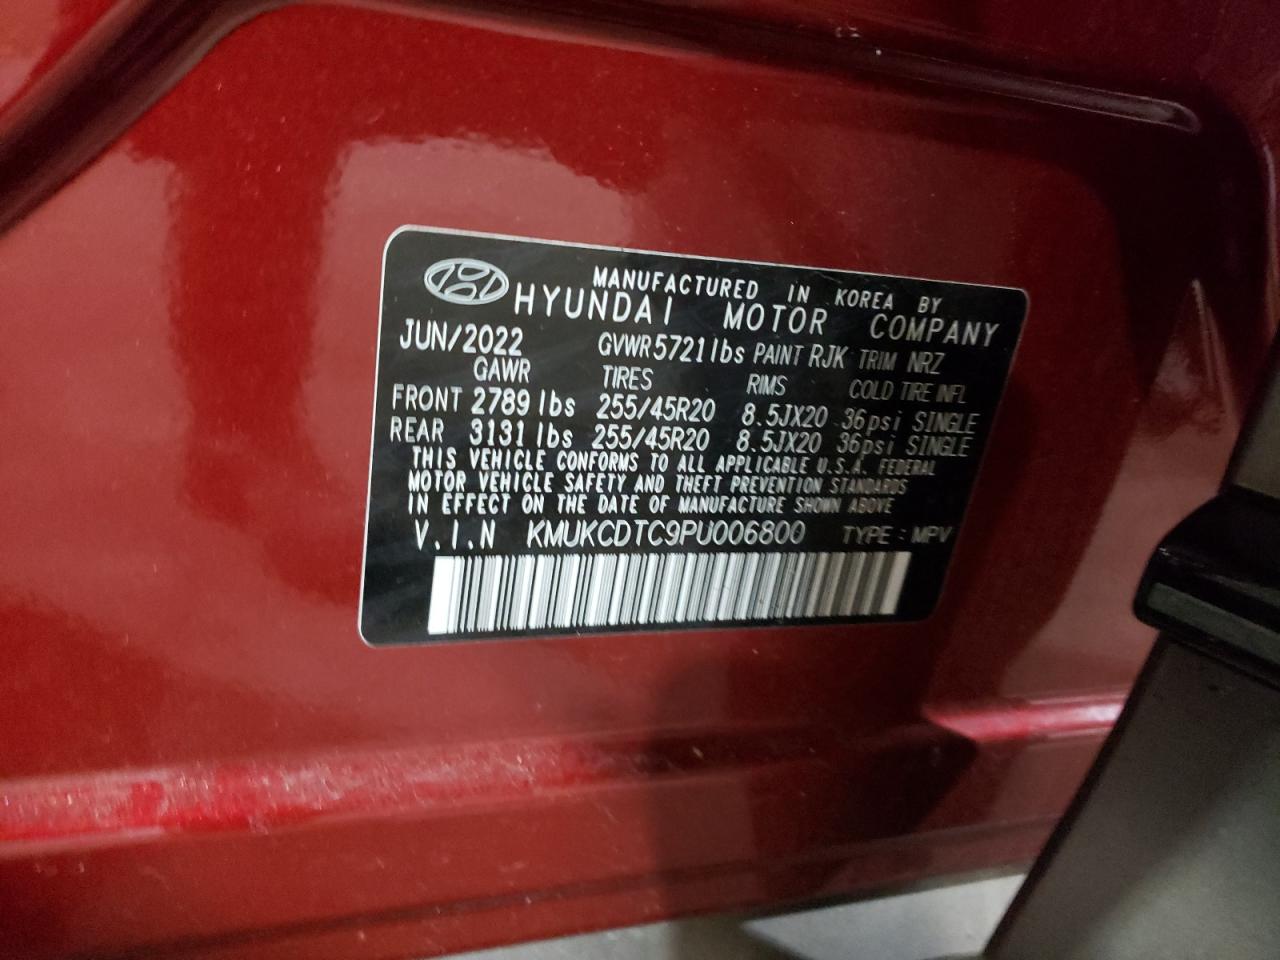 MANUFACTURED IN KOREA BY
HYUNDAI MOTOR COMPANY
JUN/2022 GVWR 5721lbs PAINT RJK TRIM NRZ
GAWR TIRES RIMS COLD TIRE INFL
FRONT 2789 lbs 255/45R20 8.5JX20 36psi SINGLE
REAR 3131 lbs 255/45R20 8.5JX20 36psi SINGLE
THIS VEHICLE CONFORMS TO ALL APPLICABLE U.S.A. FEDERAL
MOTOR VEHICLE SAFETY AND THEFT PREVENTION STANDARDS
IN EFFECT ON THE DATE OF MANUFACTURE SHOWN ABOVE
V.I.N KMUKCDTC9PU006800 TYPE : MPV